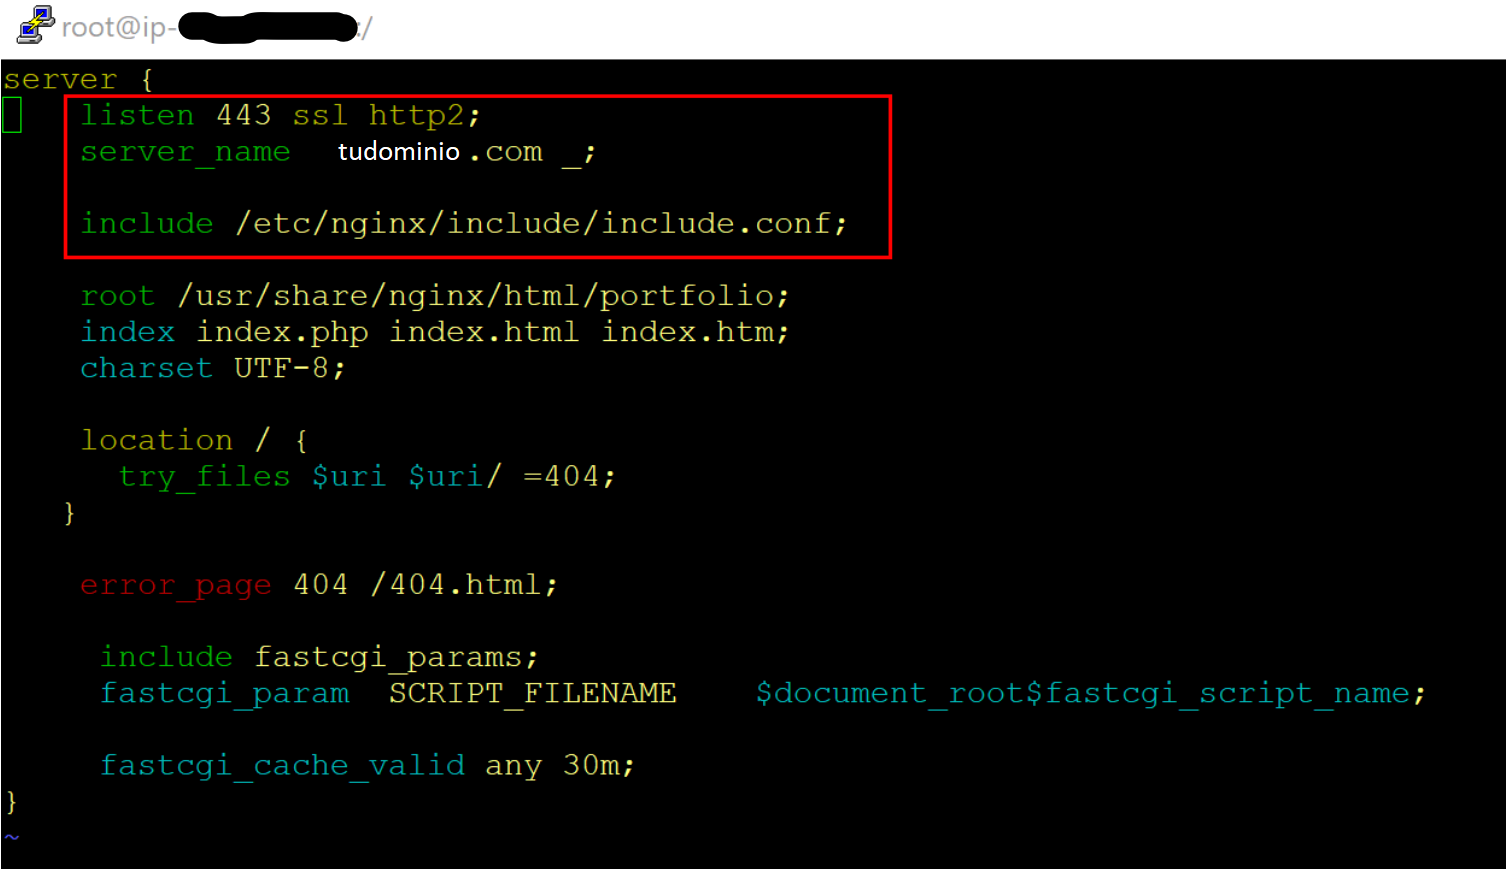 root@ip- :/
server {
listen 443 ssl http2;
server_name tudominio .com _;
include /etc/nginx/include/include.conf;
root /usr/share/nginx/html/portfolio;
index index.php index.html index.htm;
charset UTF-8;
location / {
try_files $uri $uri/ =404;
}
error_page 404 /404.html;
include fastcgi_params;
fastcgi_param SCRIPT_FILENAME $document_root$fastcgi_script_name;
fastcgi_cache_valid any 30m;
}
~